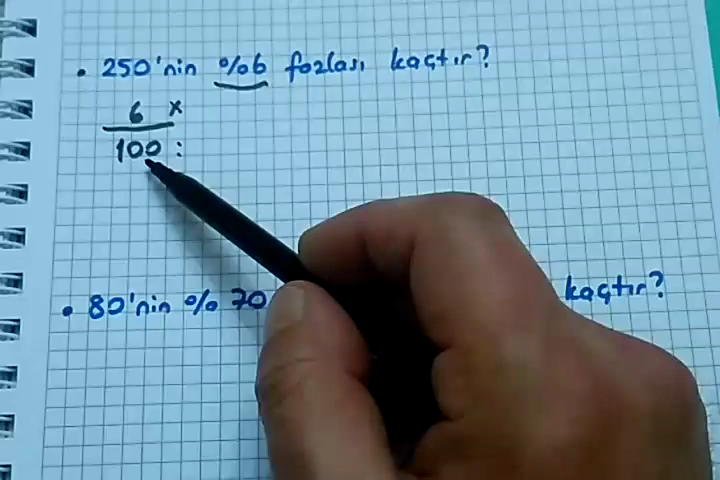 • 250'nin %6 fazlası kaçtır?
6 x
100 :
• 80'nin % 70 kaçtır?